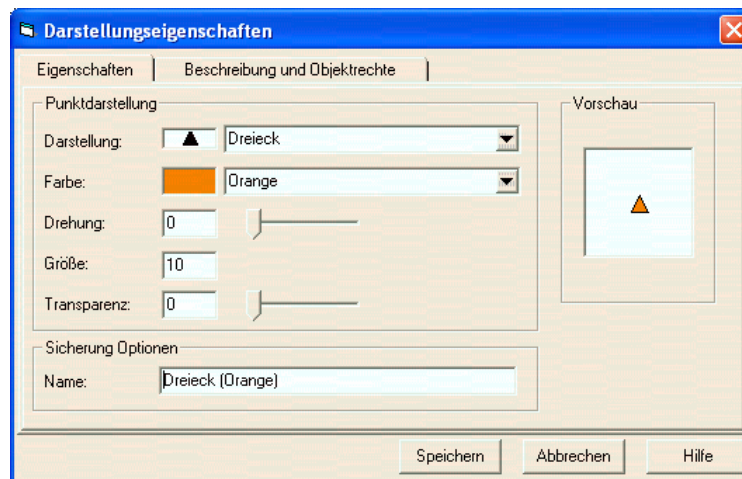 Darstellungseigenschaften
Eigenschaften Beschreibung und Objektrechte
Punktdarstellung Vorschau
Darstellung: Dreieck
Farbe: Orange
Drehung: 0
Größe: 10
Transparenz: 0
Sicherung Optionen
Name: Dreieck (Orange)
Speichern Abbrechen Hilfe